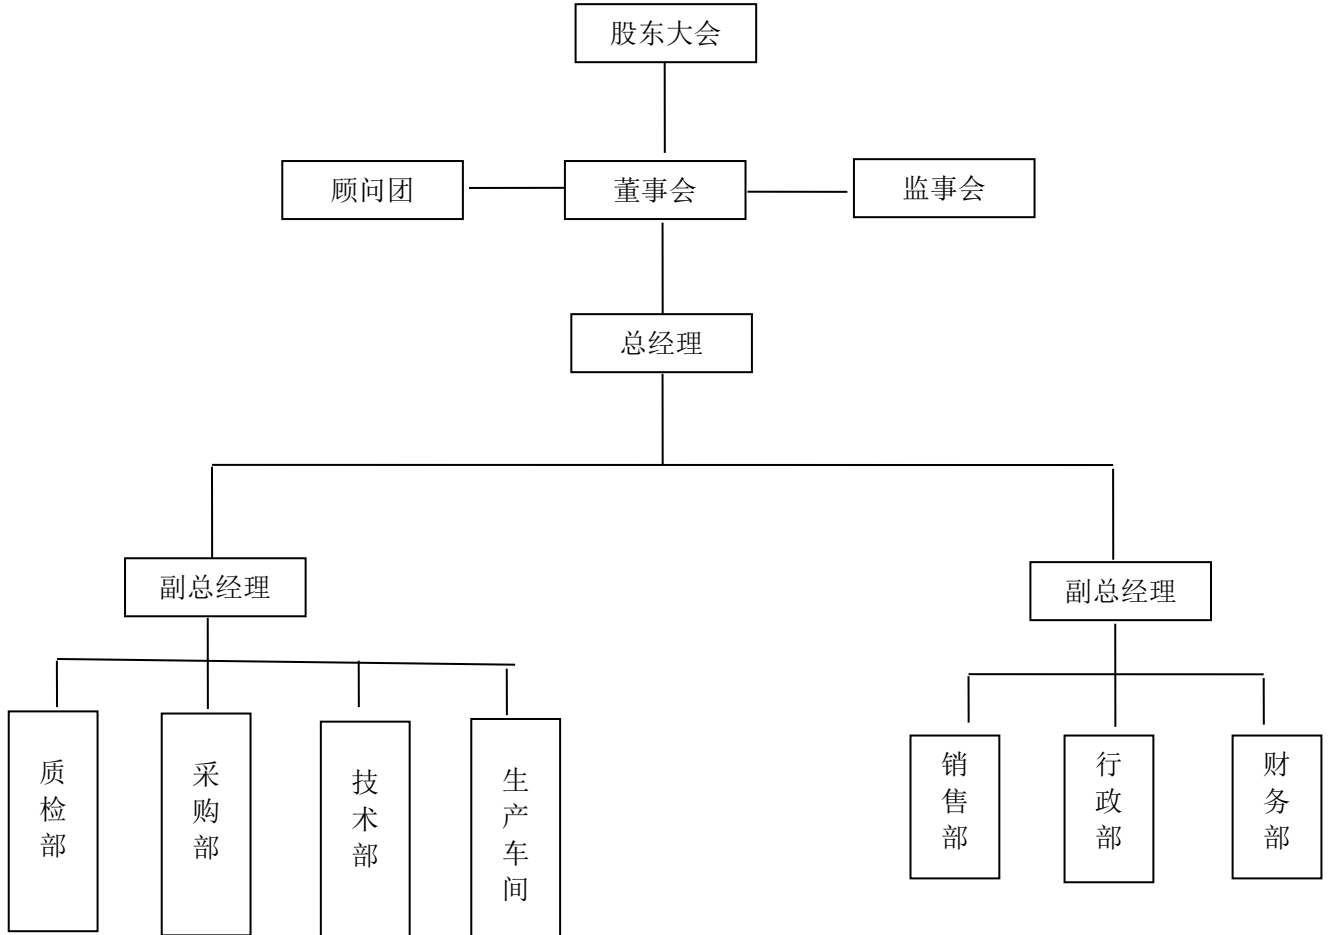 股东大会
顾问团
董事会
监事会
总经理
副总经理
副总经理
质检部
采购部
技术部
生产车间
销售部
行政部
财务部